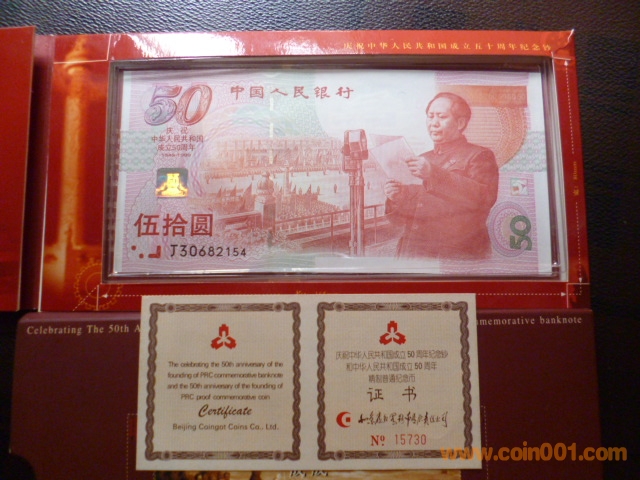 庆祝中华人民共和国成立五十周年纪念钞
50
中国人民银行
庆祝
中华人民共和国
成立50周年
伍拾圆
J30682154
50
Celebrating The 50th A
mmemorative banknote
The celebrating the 50th anniversary of the
founding of PRC commemorative banknote
and the 50th anniversary of the founding of
PRC proof commemorative coin
Certificate
Beijing Coingot Coins Co., Ltd.
庆祝中华人民共和国成立50周年纪念钞
和中华人民共和国成立50周年
精制普通纪念币
证书
No 15730
www.coin001.com